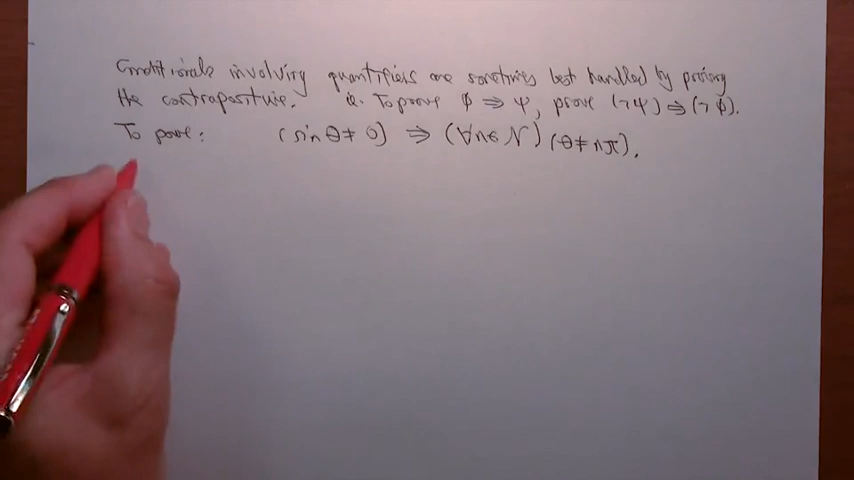 Conditionals involving quantifiers are sometimes best handled by proving
the contrapositive. ie. To prove ϕ ⇒ ψ, prove (¬ψ) ⇒ (¬ϕ).
To prove: (sin θ ≠ 0) ⇒ (∀n∈N) (θ ≠ nπ).